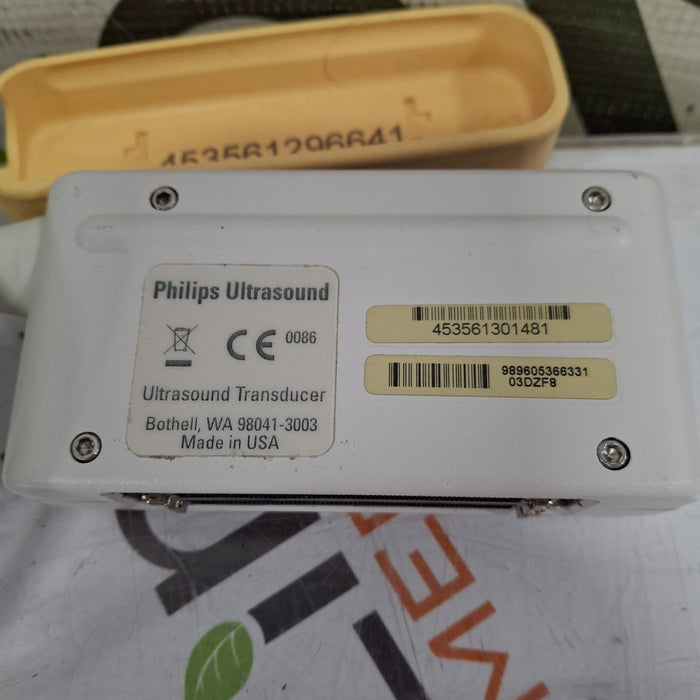 453561296641
Philips Ultrasound
CE 0086
Ultrasound Transducer
Bothell, WA 98041-3003
Made in USA
453561301481
989605366331
03DZF8